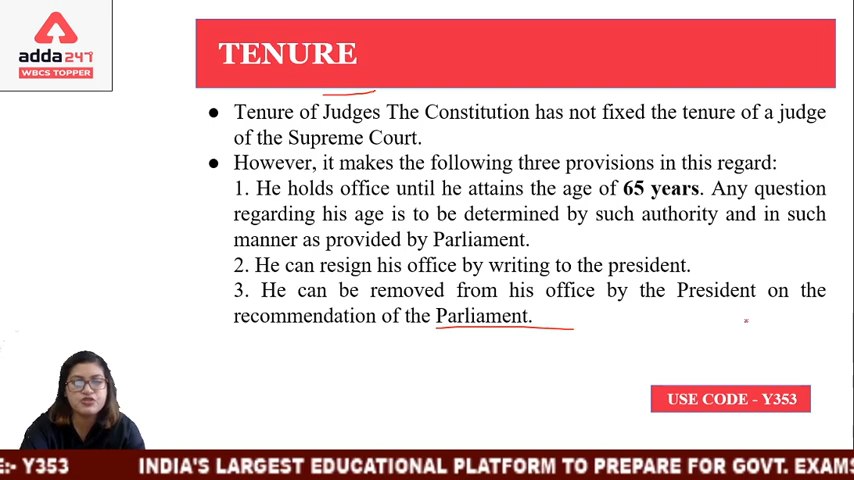 adda247
WBCS TOPPER
TENURE
● Tenure of Judges The Constitution has not fixed the tenure of a judge
of the Supreme Court.
● However, it makes the following three provisions in this regard:
1. He holds office until he attains the age of 65 years. Any question
regarding his age is to be determined by such authority and in such
manner as provided by Parliament.
2. He can resign his office by writing to the president.
3. He can be removed from his office by the President on the
recommendation of the Parliament.
USE CODE - Y353
E:- Y353 INDIA'S LARGEST EDUCATIONAL PLATFORM TO PREPARE FOR GOVT. EXAMS